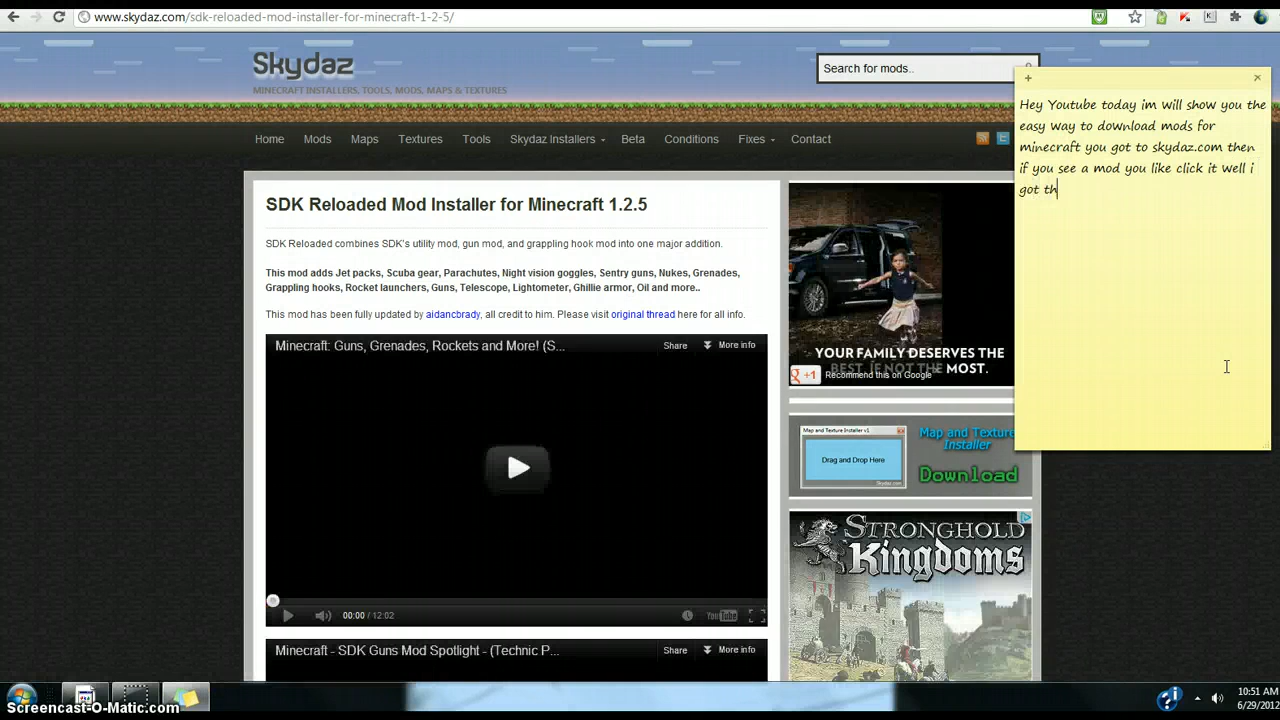 www.skydaz.com/sdk-reloaded-mod-installer-for-minecraft-1-2-5/
Skydaz
MINECRAFT INSTALLERS, TOOLS, MODS, MAPS & TEXTURES
Search for mods..
Home Mods Maps Textures Tools Skydaz Installers Beta Conditions Fixes Contact
Hey Youtube today im will show you the
easy way to download mods for
minecraft you got to skydaz.com then
if you see a mod you like click it well i
got th
SDK Reloaded Mod Installer for Minecraft 1.2.5
SDK Reloaded combines SDK's utility mod, gun mod, and grappling hook mod into one major addition.
This mod adds Jet packs, Scuba gear, Parachutes, Night vision goggles, Sentry guns, Nukes, Grenades,
Grappling hooks, Rocket launchers, Guns, Telescope, Lightometer, Ghillie armor, Oil and more..
This mod has been fully updated by aidancbrady, all credit to him. Please visit original thread here for all info.
Minecraft: Guns, Grenades, Rockets and More! (S...
Share More info
00:00 / 12:02
YouTube
Minecraft - SDK Guns Mod Spotlight - (Technic P...
Share More info
YOUR FAMILY DESERVES THE
BEST, IF NOT THE MOST.
+1 Recommend this on Google
Map and Texture Installer v1
Drag and Drop Here
Skydaz.com
Map and Texture
Installer
Download
STRONGHOLD
KINGDOMS
Screencast-O-Matic.com
10:51 AM
6/29/2012